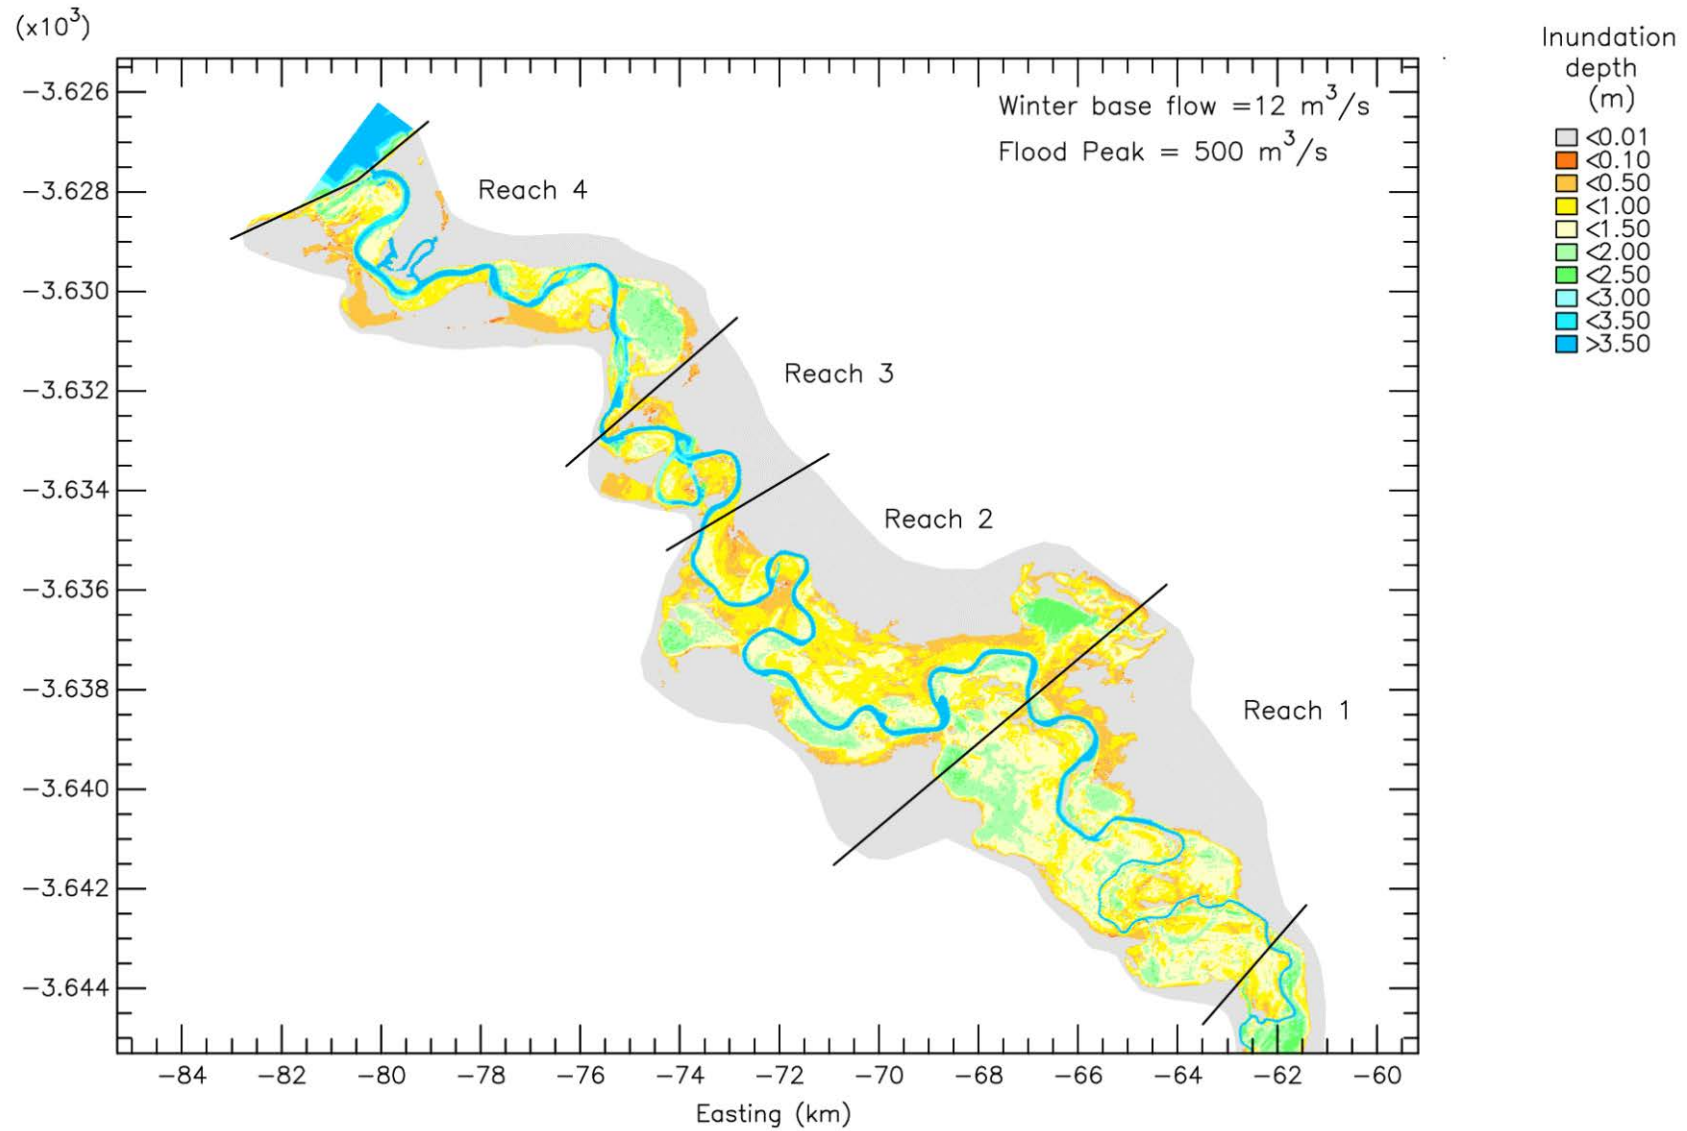 (x10³)
Inundation
depth
(m)
<0.01
<0.10
<0.50
<1.00
<1.50
<2.00
<2.50
<3.00
<3.50
>3.50
Winter base flow =12 m³/s
Flood Peak = 500 m³/s
−3.626
−3.628
−3.630
−3.632
−3.634
−3.636
−3.638
−3.640
−3.642
−3.644
Reach 4
Reach 3
Reach 2
Reach 1
−84 −82 −80 −78 −76 −74 −72 −70 −68 −66 −64 −62 −60
Easting (km)